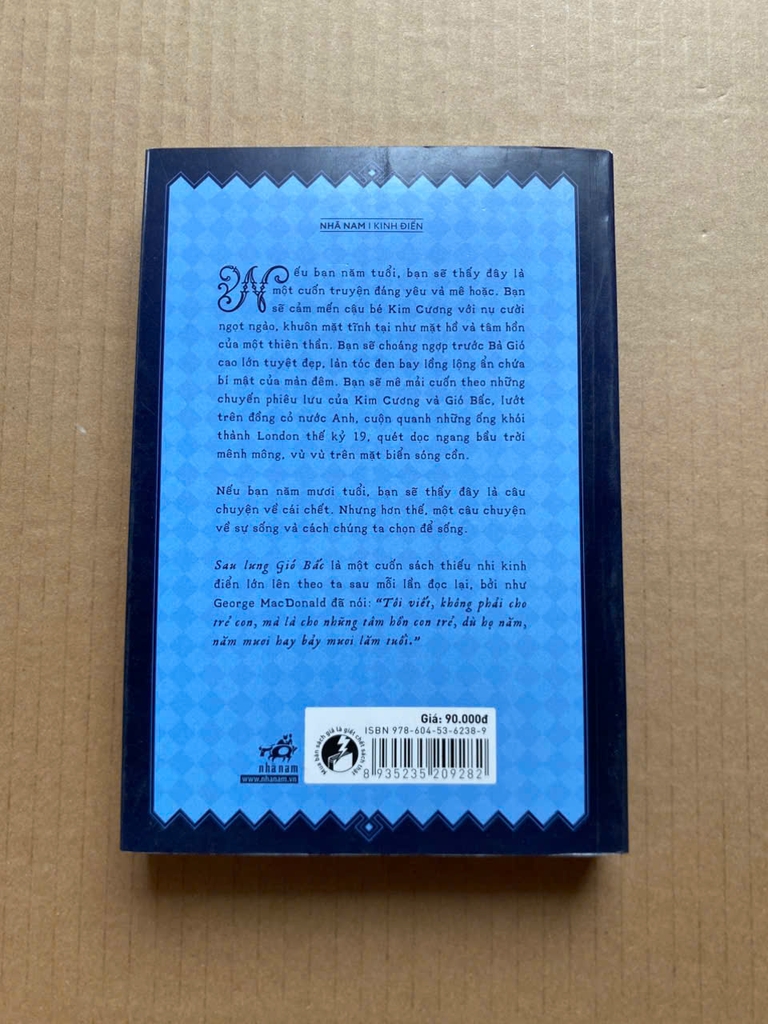 NHÃ NAM | KINH ĐIỂN
Nếu bạn năm tuổi, bạn sẽ thấy đây là
một cuốn truyện đáng yêu và mê hoặc. Bạn
sẽ cảm mến cậu bé Kim Cương với nụ cười
ngọt ngào, khuôn mặt tĩnh tại như mặt hồ và tâm hồn
của một thiên thần. Bạn sẽ choáng ngợp trước Bà Gió
cao lớn tuyệt đẹp, làn tóc đen bay lồng lộng ẩn chứa
bí mật của màn đêm. Bạn sẽ mê mải cuốn theo những
chuyến phiêu lưu của Kim Cương và Gió Bấc, lướt
trên đồng cỏ nước Anh, cuộn quanh những ống khói
thành London thế kỷ 19, quét dọc ngang bầu trời
mênh mông, vù vù trên mặt biển sóng cồn.
Nếu bạn năm mươi tuổi, bạn sẽ thấy đây là câu
chuyện về cái chết. Nhưng hơn thế, một câu chuyện
về sự sống và cách chúng ta chọn để sống.
Sau lưng Gió Bấc là một cuốn sách thiếu nhi kinh
điển lớn lên theo ta sau mỗi lần đọc lại, bởi như
George MacDonald đã nói: "Tôi viết, không phải cho
trẻ con, mà là cho những tâm hồn con trẻ, dù họ năm,
năm mươi hay bảy mươi lăm tuổi."
nhã nam
www.nhanam.vn
Mua bán sách giả là giết chết sách thật
Giá: 90.000đ
ISBN 978-604-53-6238-9
8 935235 209282